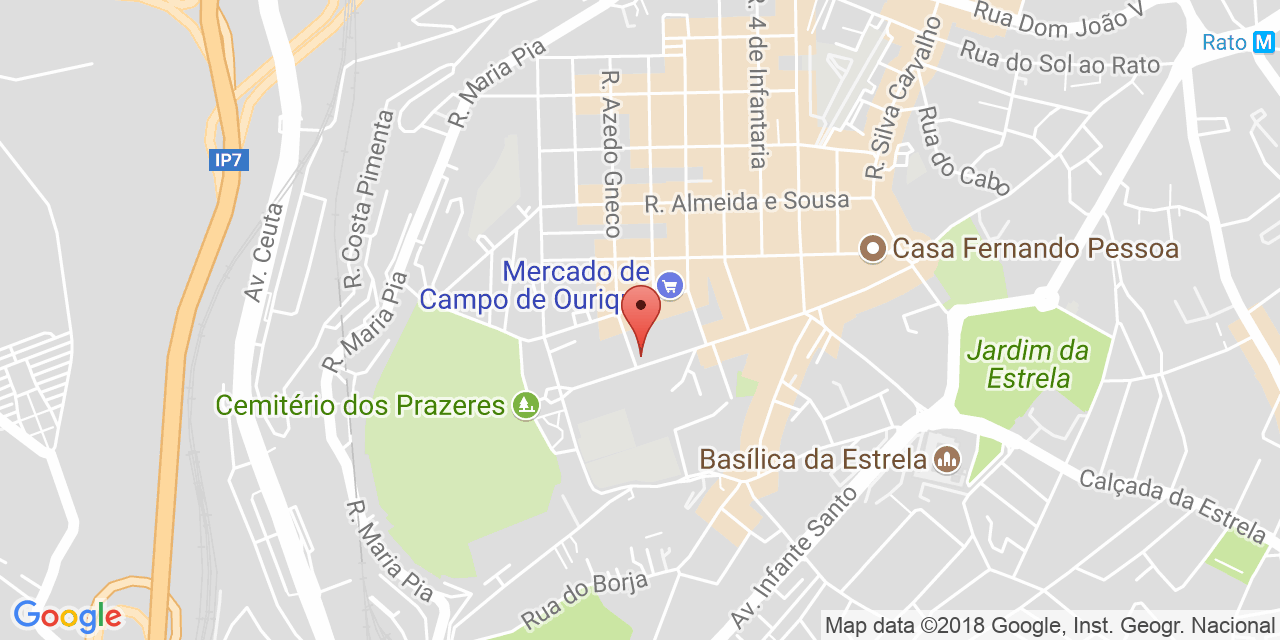 Rua Dom João V
Rato M
Rua do Sol ao Rato
R. Maria Pia
R. 4 de Infantaria
R. Silva Carvalho
R. Azedo Gneco
Rua do Cabo
R. Costa Pimenta
IP7
R. Almeida e Sousa
Av. Ceuta
Casa Fernando Pessoa
Mercado de
Campo de Ouriq
R. Maria Pia
Jardim da
Estrela
Cemitério dos Prazeres
Basílica da Estrela
Calçada da Estrela
R. Maria Pia
Av. Infante Santo
Rua do Borja
Google
Map data ©2018 Google, Inst. Geogr. Nacional